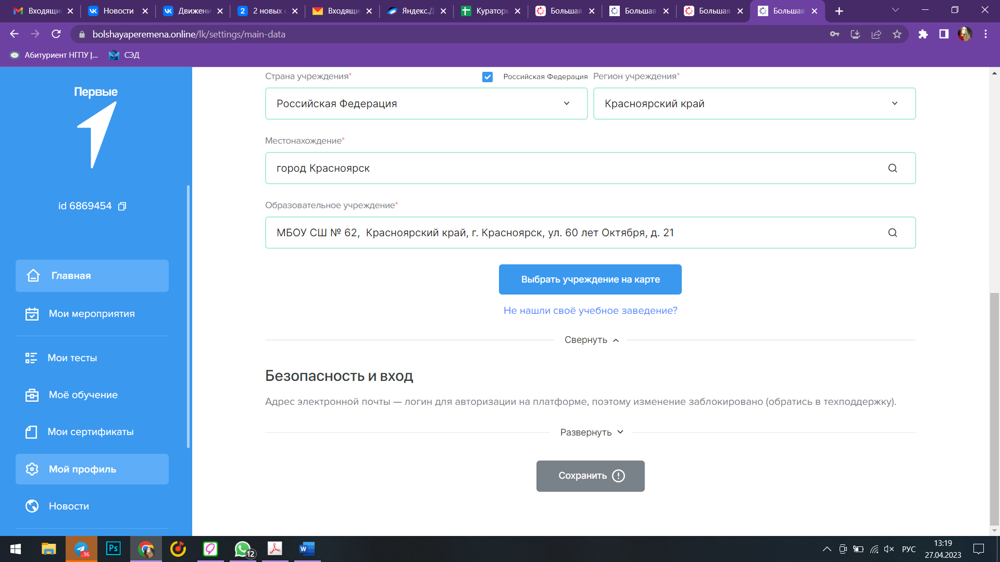 Входящие
Новости
Движени
2 новых с
Входящи
Яндекс.Д
Кураторь
Большая
Большая
Большая
Большая
bolshayaperemena.online/lk/settings/main-data
Абитуриент НГПУ |...
СЭД
Первые
id 6869454
Главная
Мои мероприятия
Мои тесты
Моё обучение
Мои сертификаты
Мой профиль
Новости
Страна учреждения*
Российская Федерация
Регион учреждения*
Российская Федерация
Красноярский край
Местонахождение*
город Красноярск
Образовательное учреждение*
МБОУ СШ № 62,  Красноярский край, г. Красноярск, ул. 60 лет Октября, д. 21
Выбрать учреждение на карте
Не нашли своё учебное заведение?
Свернуть
Безопасность и вход
Адрес электронной почты — логин для авторизации на платформе, поэтому изменение заблокировано (обратись в техподдержку).
Развернуть
Сохранить
..96
Ps
12
W
РУС
13:19
27.04.2023